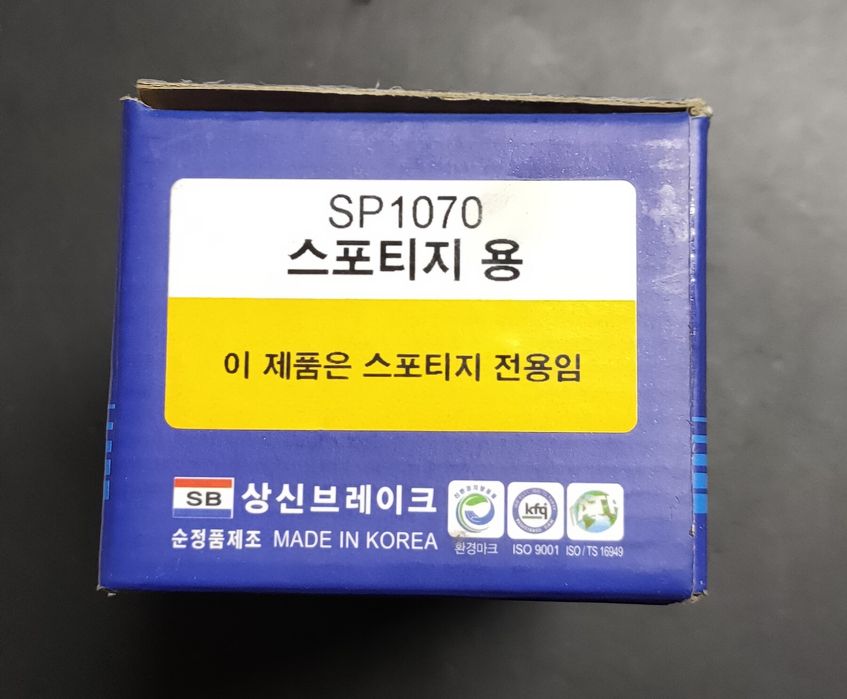 SP1070
스포티지 용
이 제품은 스포티지 전용임
SB 상신브레이크
순정품제조 MADE IN KOREA
kfq
환경마크 ISO 9001 ISO / TS 16949